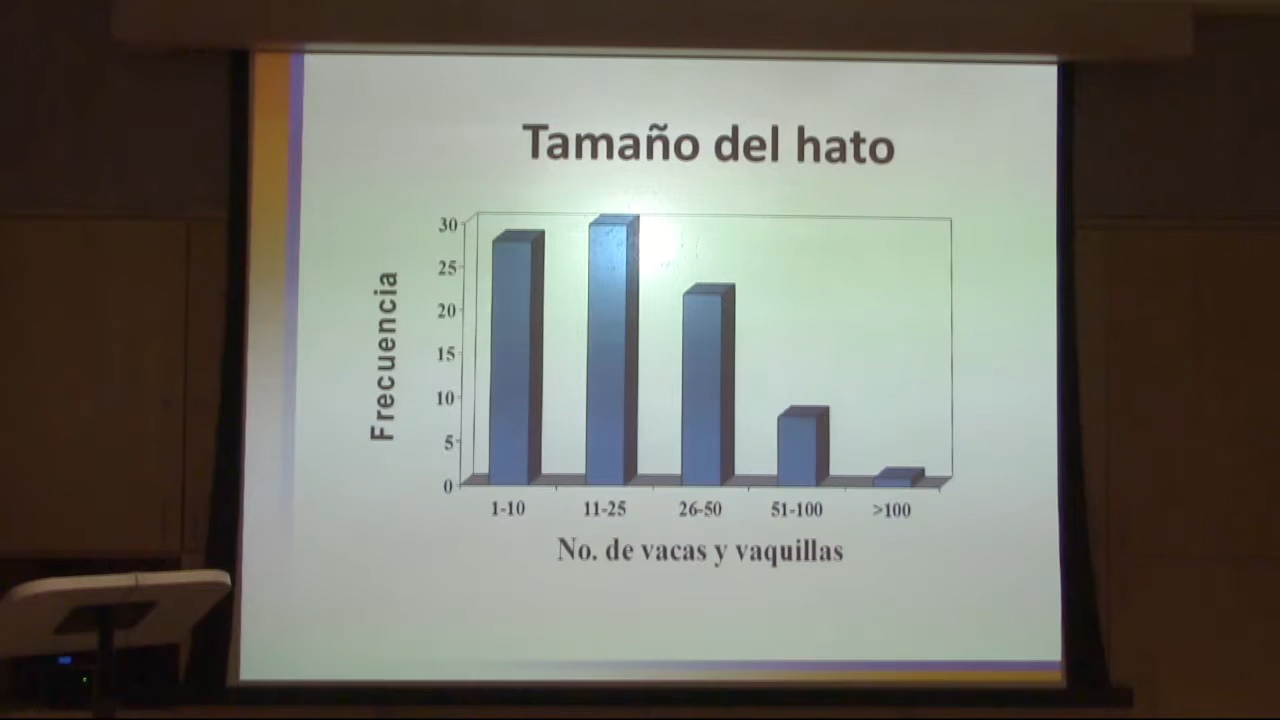 Tamaño del hato
Frecuencia
30
25
20
15
10
5
0
1-10 11-25 26-50 51-100 >100
No. de vacas y vaquillas